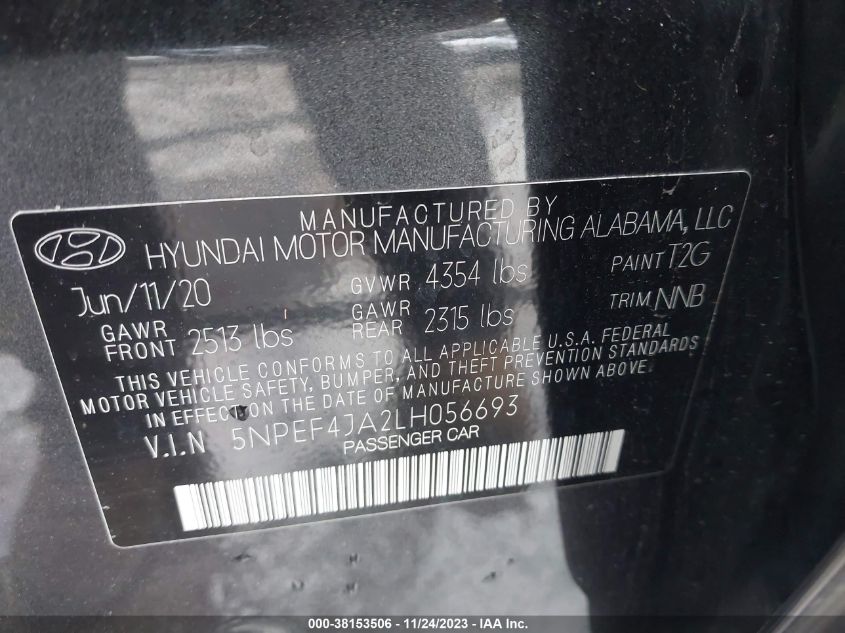 MANUFACTURED BY
HYUNDAI MOTOR MANUFACTURING ALABAMA, LLC
Jun/11/20 GVWR 4354 lbs PAINT T2G
GAWR FRONT 2513 lbs GAWR REAR 2315 lbs TRIM NNB
THIS VEHICLE CONFORMS TO ALL APPLICABLE U.S.A. FEDERAL
MOTOR VEHICLE SAFETY, BUMPER, AND THEFT PREVENTION STANDARDS
IN EFFECT ON THE DATE OF MANUFACTURE SHOWN ABOVE.
V.I.N 5NPEF4JA2LH056693
PASSENGER CAR
000-38153506 - 11/24/2023 - IAA Inc.